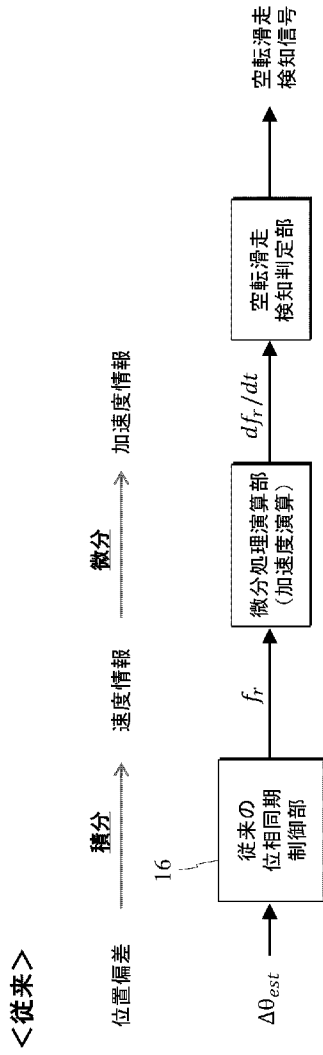 <従来>
積分
微分
位置偏差
速度情報
加速度情報
16
Δθest
従来の
位相同期
制御部
fr
微分処理演算部
(加速度演算)
dfr/dt
空転滑走
検知判定部
空転滑走
検知信号